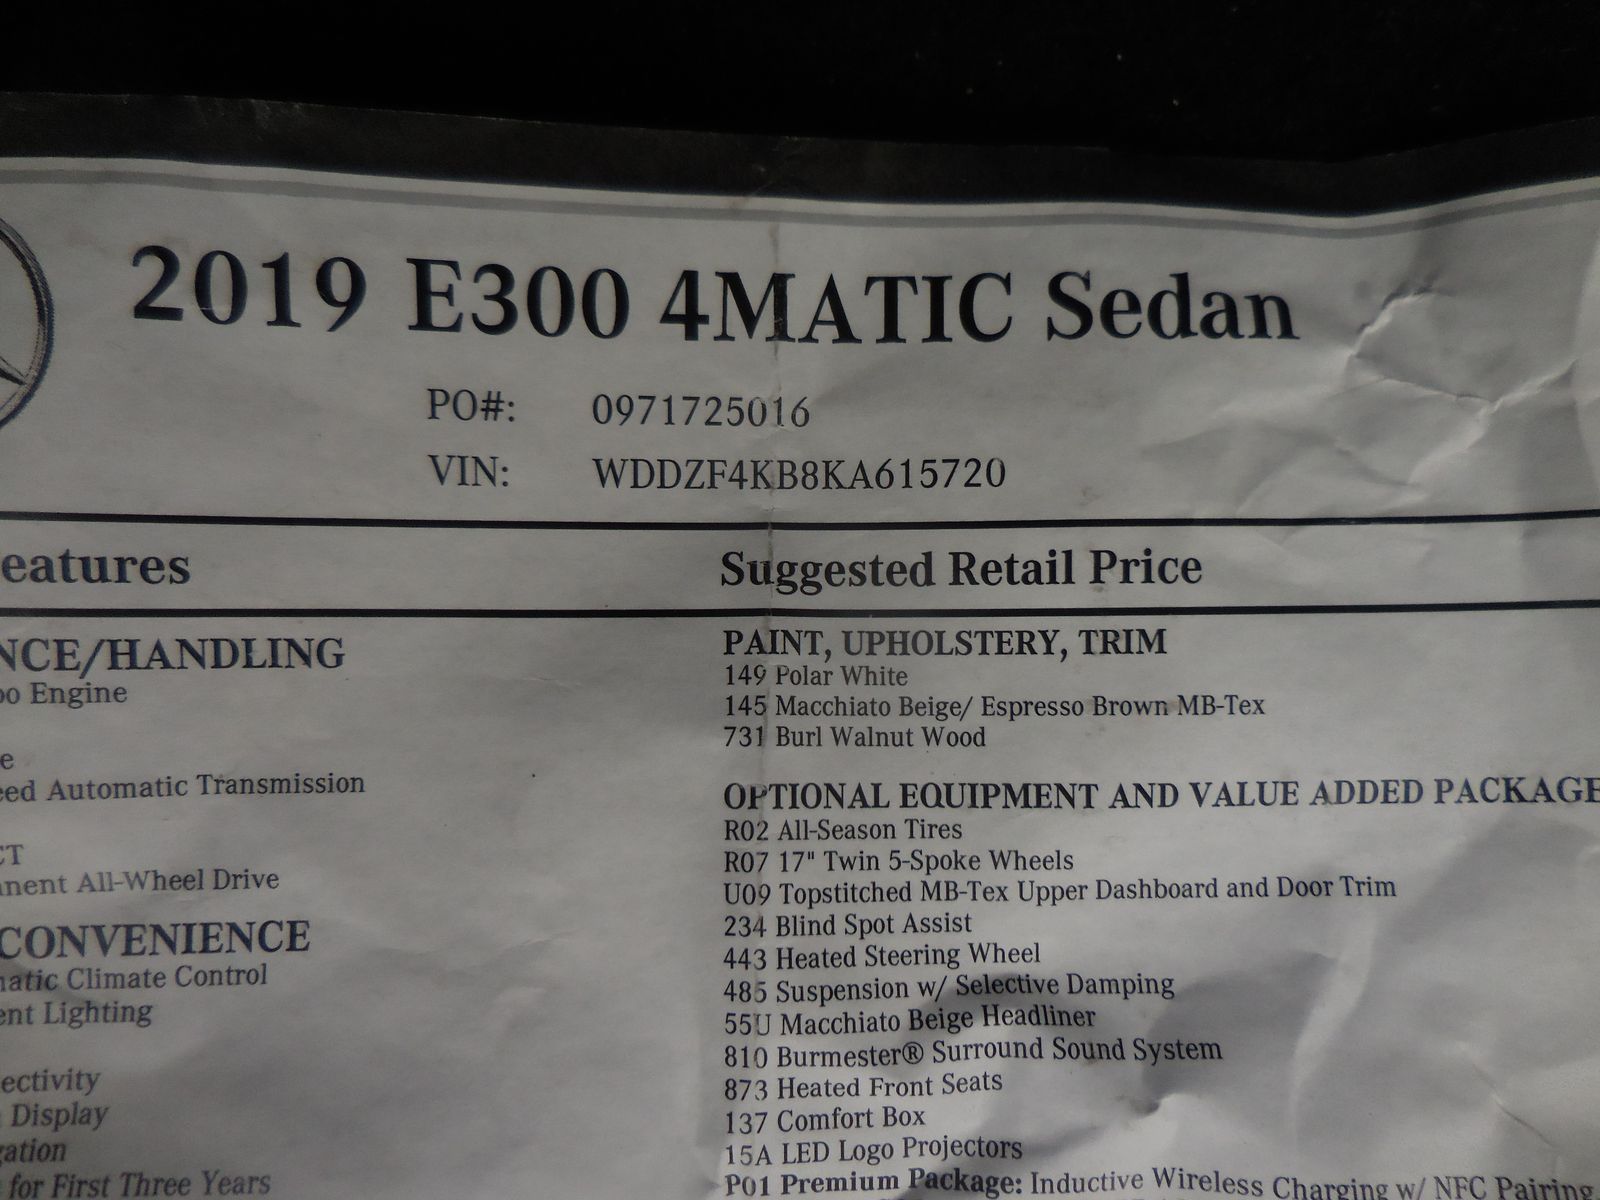 2019 E300 4MATIC Sedan
PO#: 0971725016
VIN: WDDZF4KB8KA615720
eatures
NCE/HANDLING
oo Engine
e
eed Automatic Transmission
CT
anent All-Wheel Drive
CONVENIENCE
matic Climate Control
ent Lighting
ectivity
Display
gation
for First Three Years
Suggested Retail Price
PAINT, UPHOLSTERY, TRIM
149 Polar White
145 Macchiato Beige/ Espresso Brown MB-Tex
731 Burl Walnut Wood
OPTIONAL EQUIPMENT AND VALUE ADDED PACKAGE
R02 All-Season Tires
R07 17" Twin 5-Spoke Wheels
U09 Topstitched MB-Tex Upper Dashboard and Door Trim
234 Blind Spot Assist
443 Heated Steering Wheel
485 Suspension w/ Selective Damping
55U Macchiato Beige Headliner
810 Burmester® Surround Sound System
873 Heated Front Seats
137 Comfort Box
15A LED Logo Projectors
P01 Premium Package: Inductive Wireless Charging w/ NFC Pairing